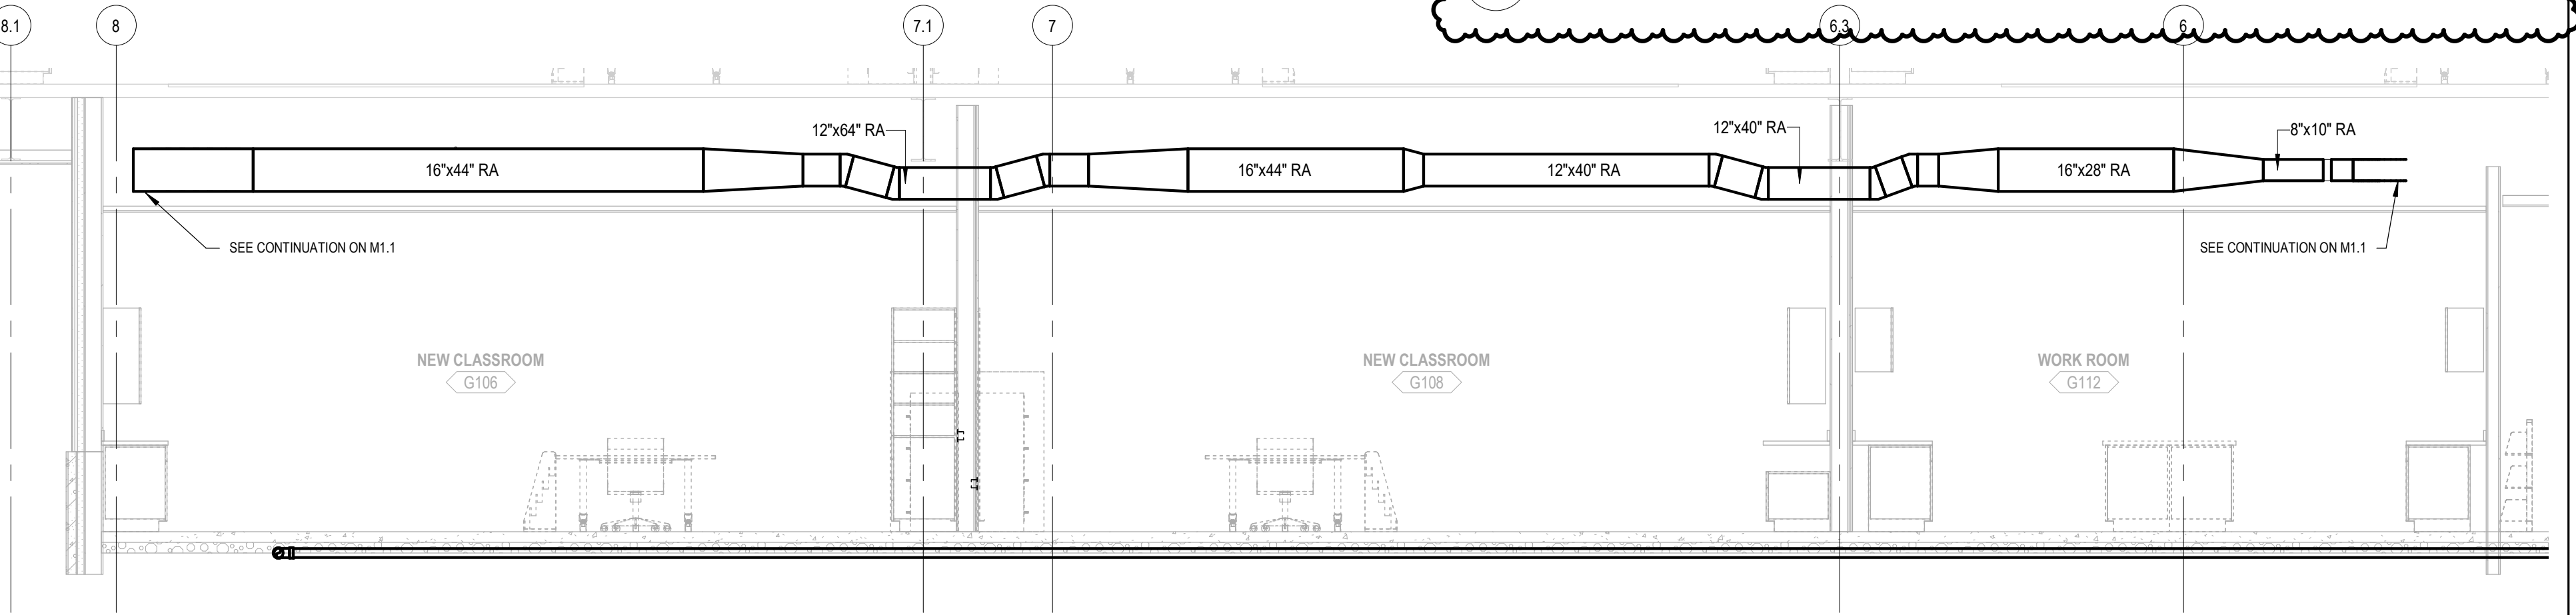 8.1
8
7.1
7
6.3
6
12"x64" RA
12"x40" RA
8"x10" RA
16"x44" RA
16"x44" RA
12"x40" RA
16"x28" RA
SEE CONTINUATION ON M1.1
SEE CONTINUATION ON M1.1
NEW CLASSROOM
G106
NEW CLASSROOM
G108
WORK ROOM
G112